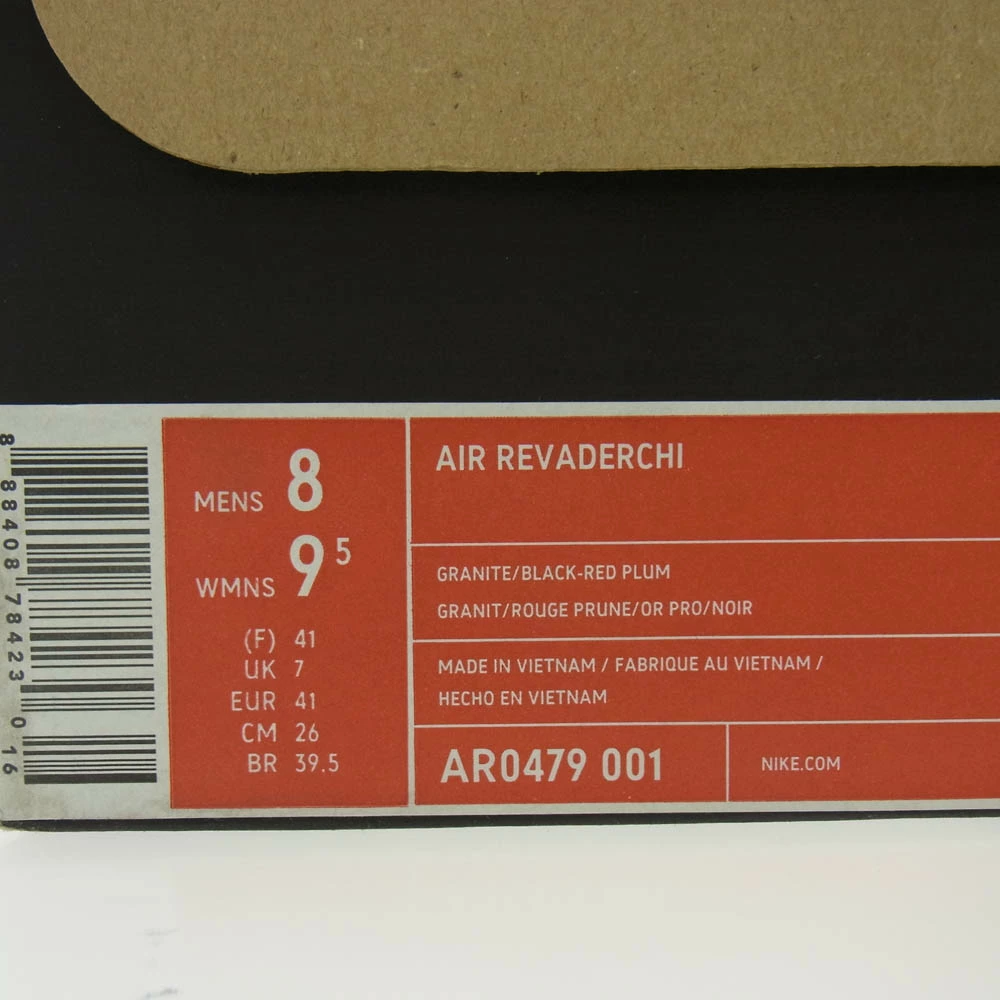 8 88408 78423 0 16
MENS 8
WMNS 9 5
(F) 41
UK 7
EUR 41
CM 26
BR 39.5
AIR REVADERCHI
GRANITE/BLACK-RED PLUM
GRANIT/ROUGE PRUNE/OR PRO/NOIR
MADE IN VIETNAM / FABRIQUE AU VIETNAM /
HECHO EN VIETNAM
AR0479 001
NIKE.COM